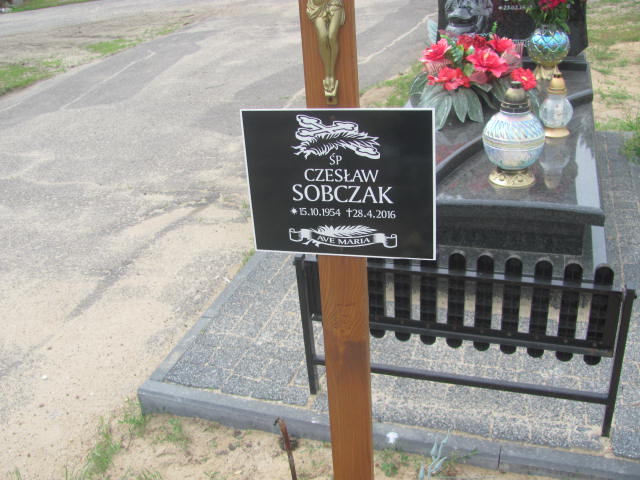 ŚP
CZESŁAW
SOBCZAK
*15.10.1954 †28.4.2016
AVE MARIA